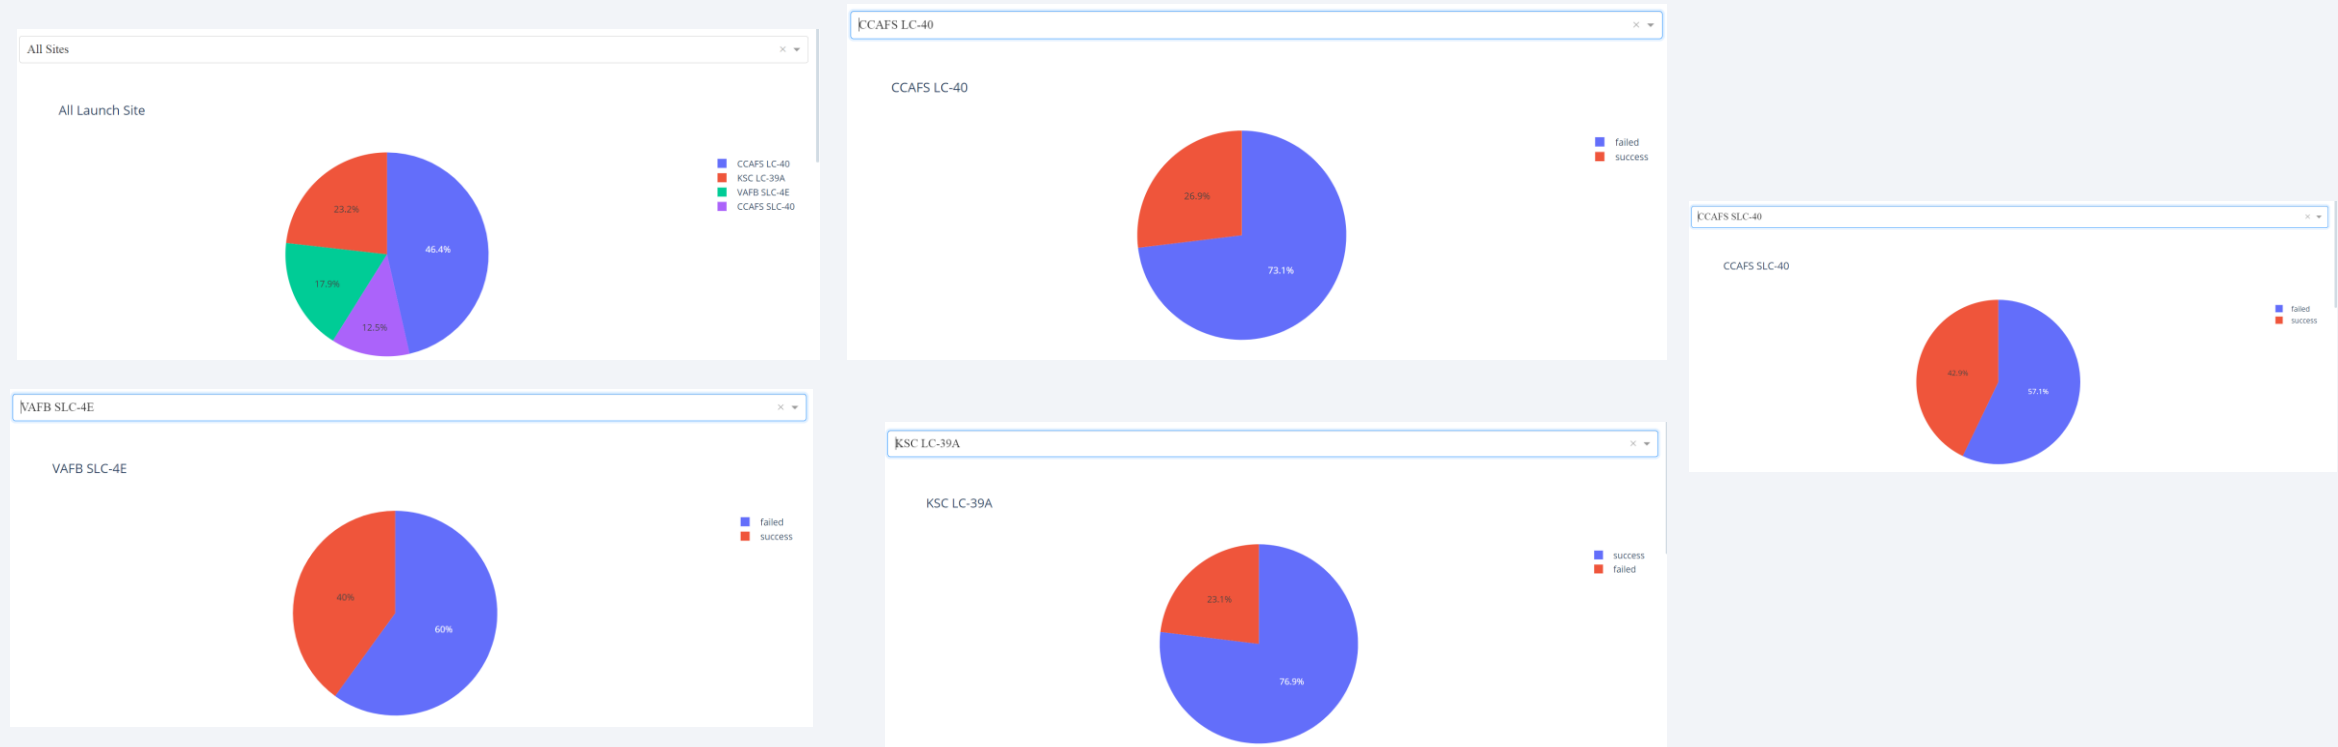 All Sites × 
All Launch Site
CCAFS LC-40
KSC LC-39A
VAFB SLC-4E
CCAFS SLC-40
23.2%
46.4%
17.9%
12.5%
CCAFS LC-40 ×
CCAFS LC-40
failed
success
26.9%
73.1%
CCAFS SLC-40 ×
CCAFS SLC-40
failed
success
42.9%
57.1%
VAFB SLC-4E ×
VAFB SLC-4E
failed
success
40%
60%
KSC LC-39A ×
KSC LC-39A
success
failed
23.1%
76.9%